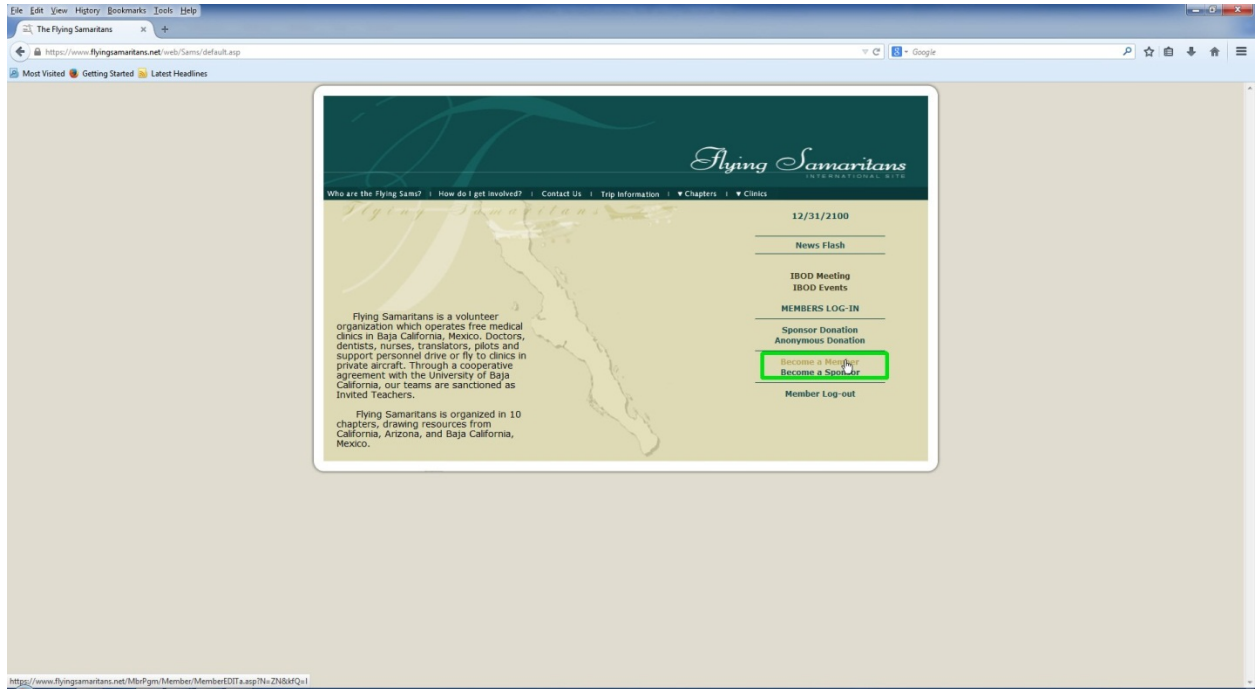 File Edit View History Bookmarks Tools Help
The Flying Samaritans
https://www.flyingsamaritans.net/web/Sams/default.asp
Google
Most Visited Getting Started Latest Headlines
Flying Samaritans
INTERNATIONAL SITE
Who are the Flying Sams? | How do I get involved? | Contact Us | Trip Information | ▼ Chapters | ▼ Clinics
Flying Samaritans
12/31/2100
News Flash
IBOD Meeting
IBOD Events
MEMBERS LOG-IN
Sponsor Donation
Anonymous Donation
Become a Member
Become a Sponsor
Member Log-out
Flying Samaritans is a volunteer
organization which operates free medical
clinics in Baja California, Mexico. Doctors,
dentists, nurses, translators, pilots and
support personnel drive or fly to clinics in
private aircraft. Through a cooperative
agreement with the University of Baja
California, our teams are sanctioned as
Invited Teachers.
Flying Samaritans is organized in 10
chapters, drawing resources from
California, Arizona, and Baja California,
Mexico.
https://www.flyingsamaritans.net/MbrPgm/Member/MemberEDITa.asp?N=ZN&kfQ=I